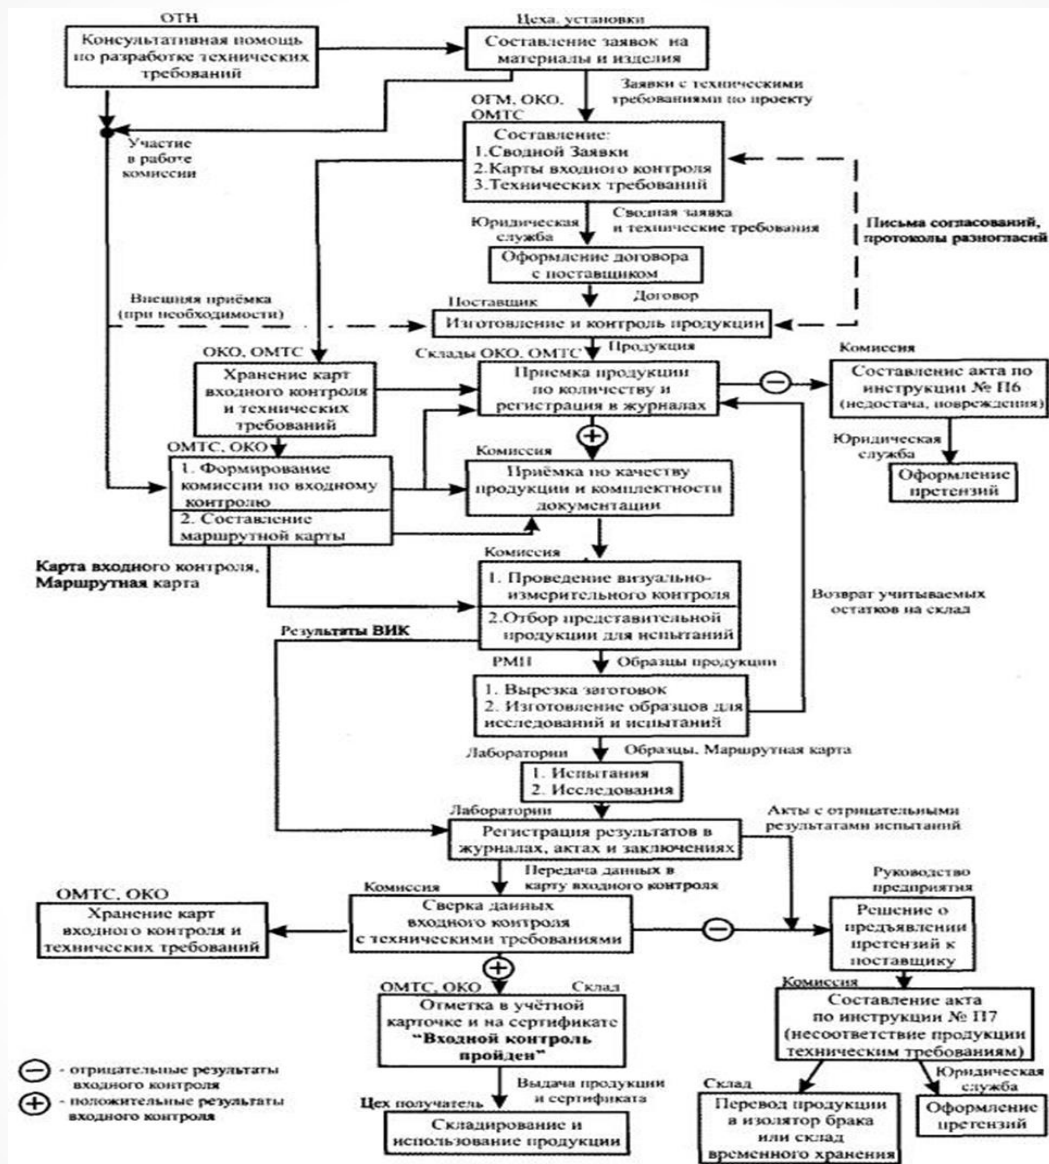 ОТН
Консультативная помощь
по разработке технических
требований
Цеха, установки
Составление заявок на
материалы и изделия
Заявки с техническими
требованиями по проекту
ОГМ, ОКО,
ОМТС
Участие
в работе
комиссии
Составление:
1.Сводной Заявки
2.Карты входного контроля
3.Технических требований
Юридическая
служба
Сводная заявка
и технические требования
Письма согласований,
протоколы разногласий
Оформление договора
с поставщиком
Внешняя приёмка
(при необходимости)
Поставщик
Договор
Изготовление и контроль продукции
ОКО, ОМТС
Склады ОКО, ОМТС
Продукция
Комиссия
Хранение карт
входного контроля
и технических
требований
Приемка продукции
по количеству и
регистрация в журналах
Составление акта по
инструкции № П6
(недостача, повреждения)
ОМТС, ОКО
Комиссия
Юридическая
служба
1. Формирование
комиссии по входному
контролю
2. Составление
маршрутной карты
Приёмка по качеству
продукции и комплектности
документации
Оформление
претензий
Карта входного контроля,
Маршрутная карта
Комиссия
1. Проведение визуально-
измерительного контроля
2.Отбор представительной
продукции для испытаний
Возврат учитываемых
остатков на склад
Результаты ВИК
РМЦ
Образцы продукции
1. Вырезка заготовок
2. Изготовление образцов для
исследований и испытаний
Лаборатории
Образцы, Маршрутная карта
1. Испытания
2. Исследования
Лаборатории
Акты с отрицательными
результатами испытаний
Регистрация результатов в
журналах, актах и заключениях
Передача данных в
карту входного контроля
Руководство
предприятия
ОМТС, ОКО
Комиссия
Хранение карт
входного контроля и
технических требований
Сверка данных
входного контроля
с техническими требованиями
Решение о
предъявлении
претензий к
поставщику
ОМТС, ОКО
Склад
Комиссия
Отметка в учётной
карточке и на сертификате
“Входной контроль
пройден”
Составление акта
по инструкции № П7
(несоответствие продукции
техническим требованиям)
- отрицательные результаты
входного контроля
- положительные результаты
входного контроля
Выдача продукции
и сертификата
Юридическая
служба
Склад
Цех получатель
Складирование и
использование продукции
Перевод продукции
в изолятор брака
или склад
временного хранения
Оформление
претензий